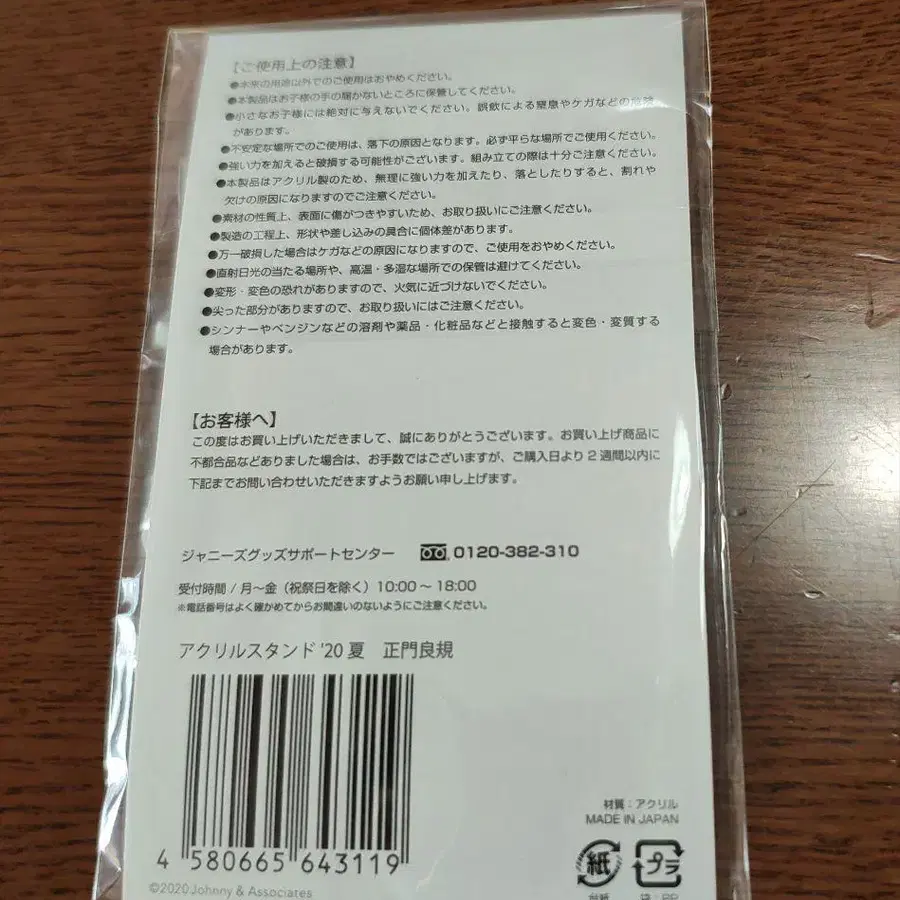 【ご使用上の注意】
●本来の用途以外でのご使用はおやめください。
●本製品はお子様の手の届かないところに保管してください。
●小さなお子様には絶対に与えないでください。誤飲による窒息やケガなどの危険
があります。
●不安定な場所でのご使用は、落下の原因となります。必ず平らな場所でご使用ください。
●強い力を加えると破損する可能性がございます。組み立ての際は十分ご注意ください。
●本製品はアクリル製のため、無理に強い力を加えたり、落としたりすると、割れや
欠けの原因になりますのでご注意ください。
●素材の性質上、表面に傷がつきやすいため、お取り扱いにご注意ください。
●製造の工程上、形状や差し込みの具合に個体差があります。
●万一破損した場合はケガなどの原因になりますので、ご使用をおやめください。
●直射日光の当たる場所や、高温・多湿な場所での保管は避けてください。
●変形・変色の恐れがありますので、火気に近づけないでください。
●尖った部分がありますので、お取り扱いにはご注意ください。
●シンナーやベンジンなどの溶剤や薬品・化粧品などと接触すると変色・変質する
場合があります。
【お客様へ】
この度はお買い上げいただきまして、誠にありがとうございます。お買い上げ商品に
不都合品などありました場合は、お手数ではございますが、ご購入日より2週間以内に
下記までお問い合わせいただきますようお願い申し上げます。
ジャニーズグッズサポートセンター 0120-382-310
受付時間/月〜金(祝祭日を除く)10:00〜18:00
※電話番号はよく確かめてからお間違いのないようにご注意ください。
アクリルスタンド'20夏 正門良規
4 580665 643119
©2020 Johnny & Associates
材質:アクリル
MADE IN JAPAN
紙 プラ
台紙 袋:PP